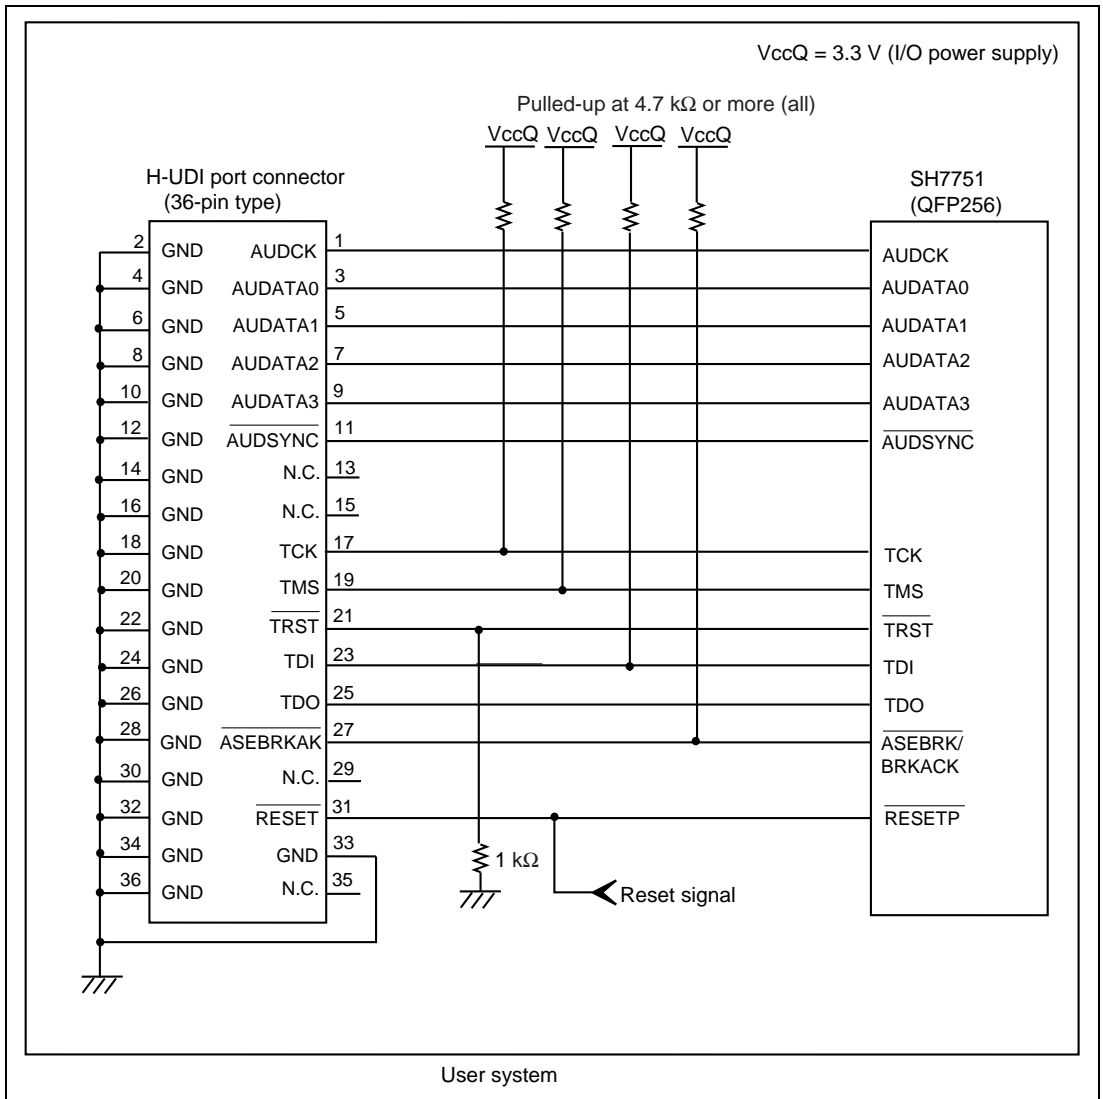 VccQ = 3.3 V (I/O power supply)
Pulled-up at 4.7 kΩ or more (all)
VccQ VccQ VccQ VccQ
H-UDI port connector
(36-pin type)
SH7751
(QFP256)
2 GND AUDCK 1 AUDCK
4 GND AUDATA0 3 AUDATA0
6 GND AUDATA1 5 AUDATA1
8 GND AUDATA2 7 AUDATA2
10 GND AUDATA3 9 AUDATA3
12 GND AUDSYNC 11 AUDSYNC
14 GND N.C. 13
16 GND N.C. 15
18 GND TCK 17 TCK
20 GND TMS 19 TMS
22 GND TRST 21 TRST
24 GND TDI 23 TDI
26 GND TDO 25 TDO
28 GND ASEBRKAK 27 ASEBRK/
BRKACK
30 GND N.C. 29
32 GND RESET 31 RESETP
34 GND GND 33
1 kΩ
36 GND N.C. 35
Reset signal
User system